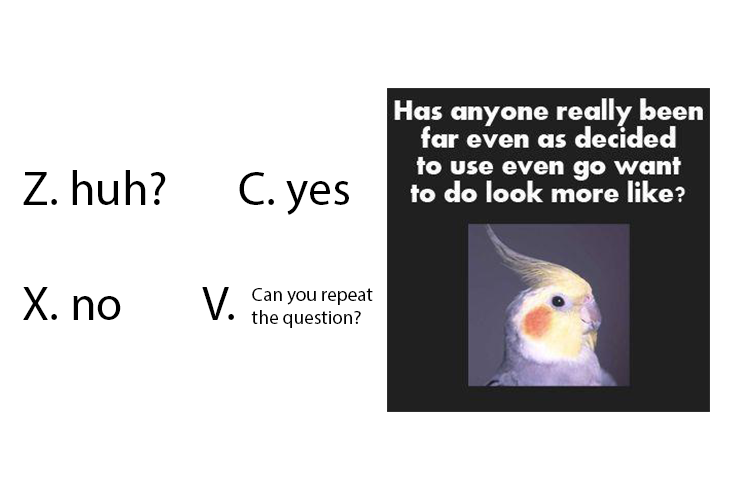 Z. huh?
C. yes
X. no
V. Can you repeat
the question?
Has anyone really been
far even as decided
to use even go want
to do look more like?